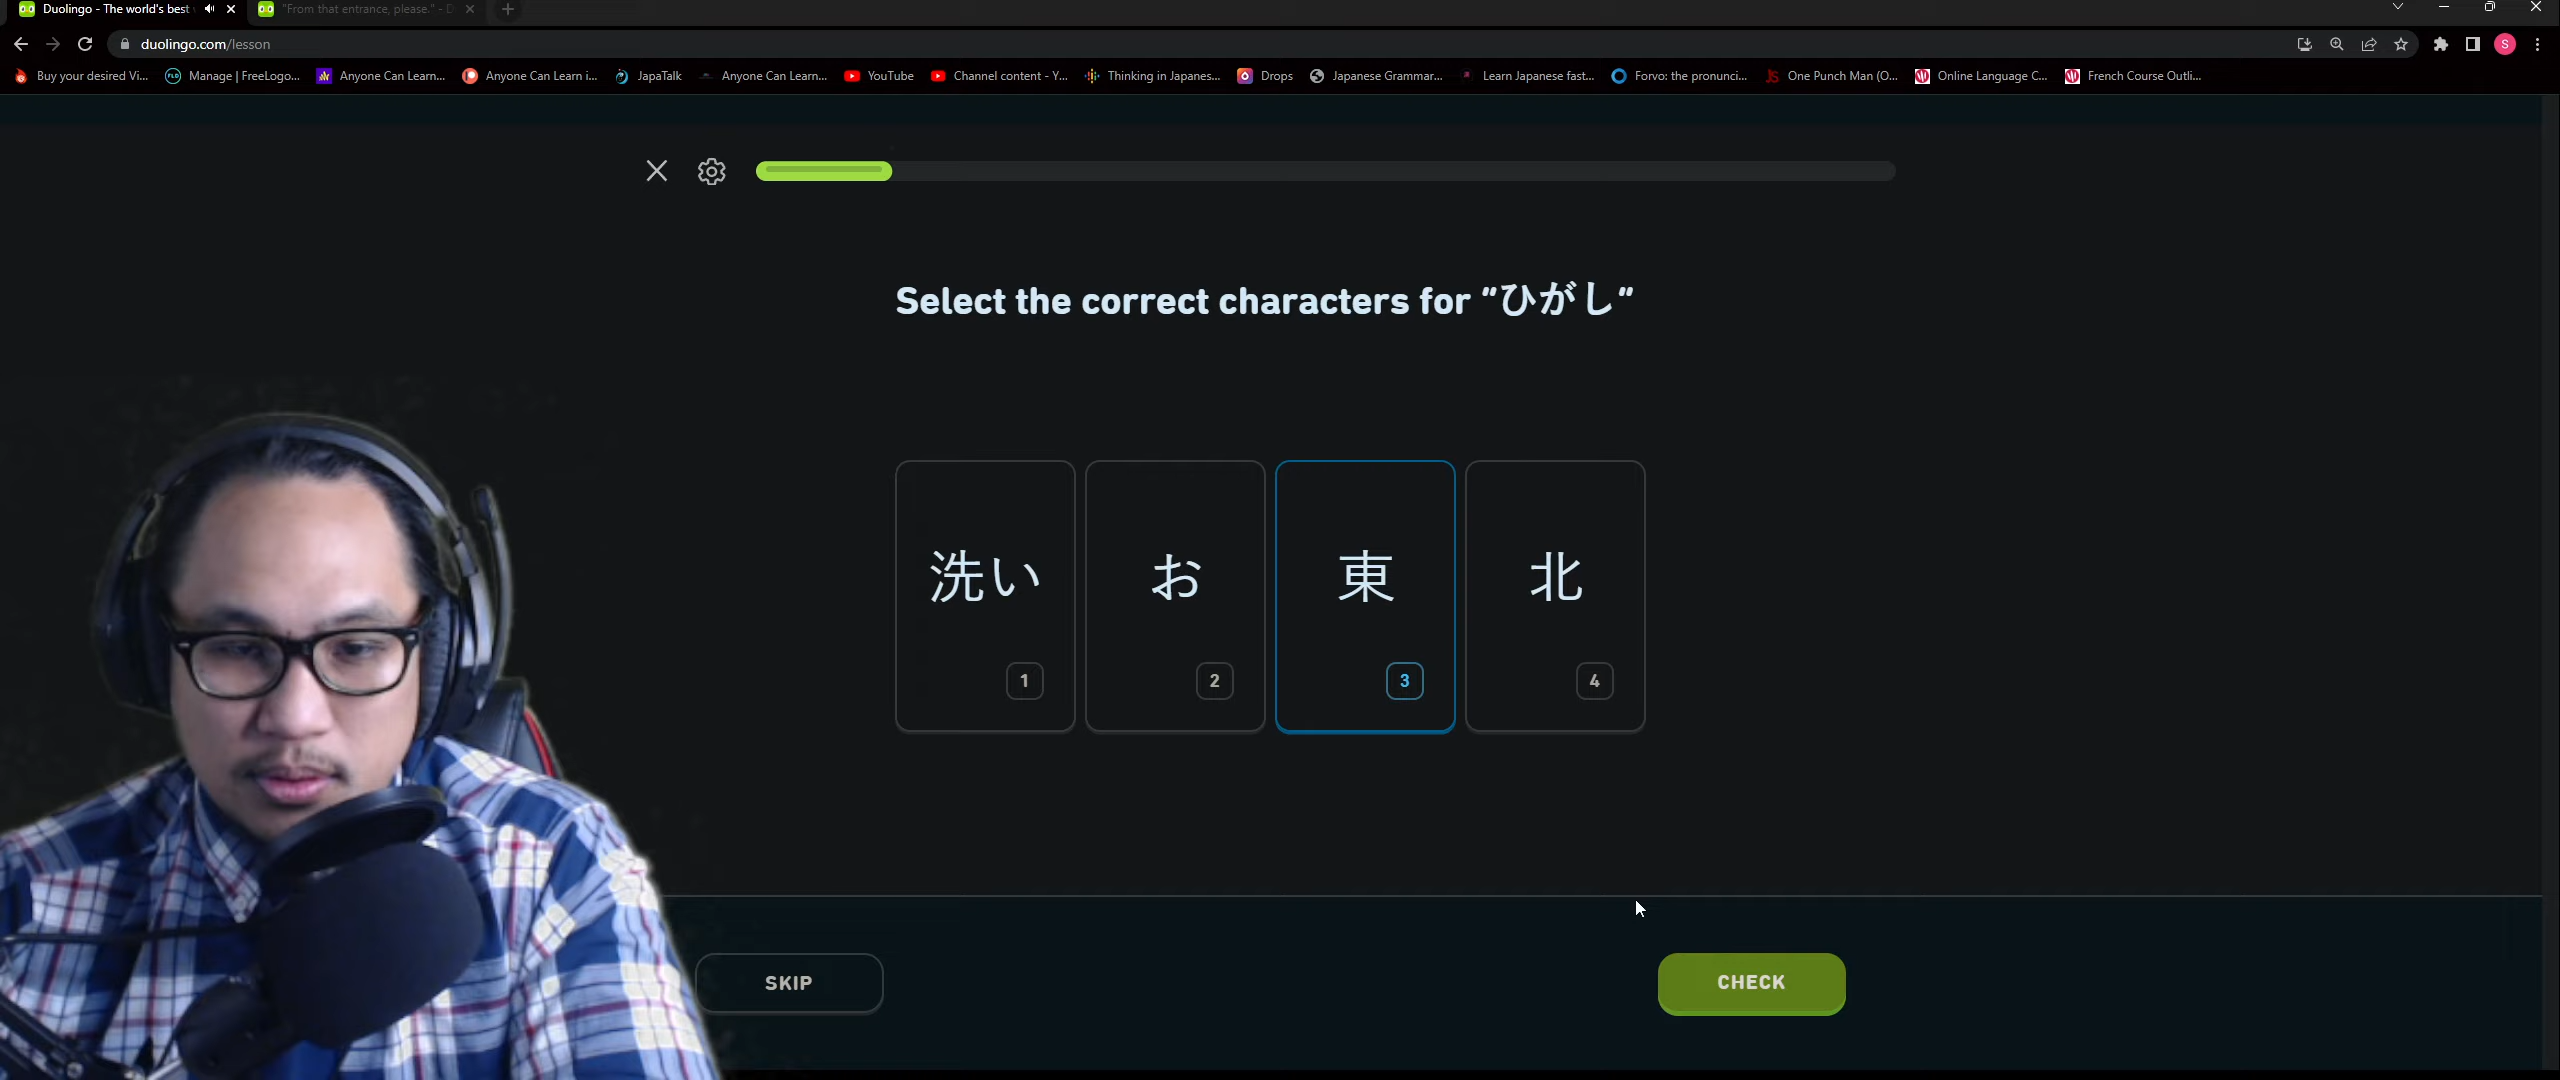 Duolingo - The world's best
"From that entrance, please." - D
duolingo.com/lesson
Buy your desired Vi...
Manage | FreeLogo...
Anyone Can Learn...
Anyone Can Learn i...
JapaTalk
Anyone Can Learn...
YouTube
Channel content - Y...
Thinking in Japanes...
Drops
Japanese Grammar...
Learn Japanese fast...
Forvo: the pronunci...
One Punch Man (O...
Online Language C...
French Course Outli...
S
Select the correct characters for “ひがし”
洗い
お
東
北
1
2
3
4
SKIP
CHECK